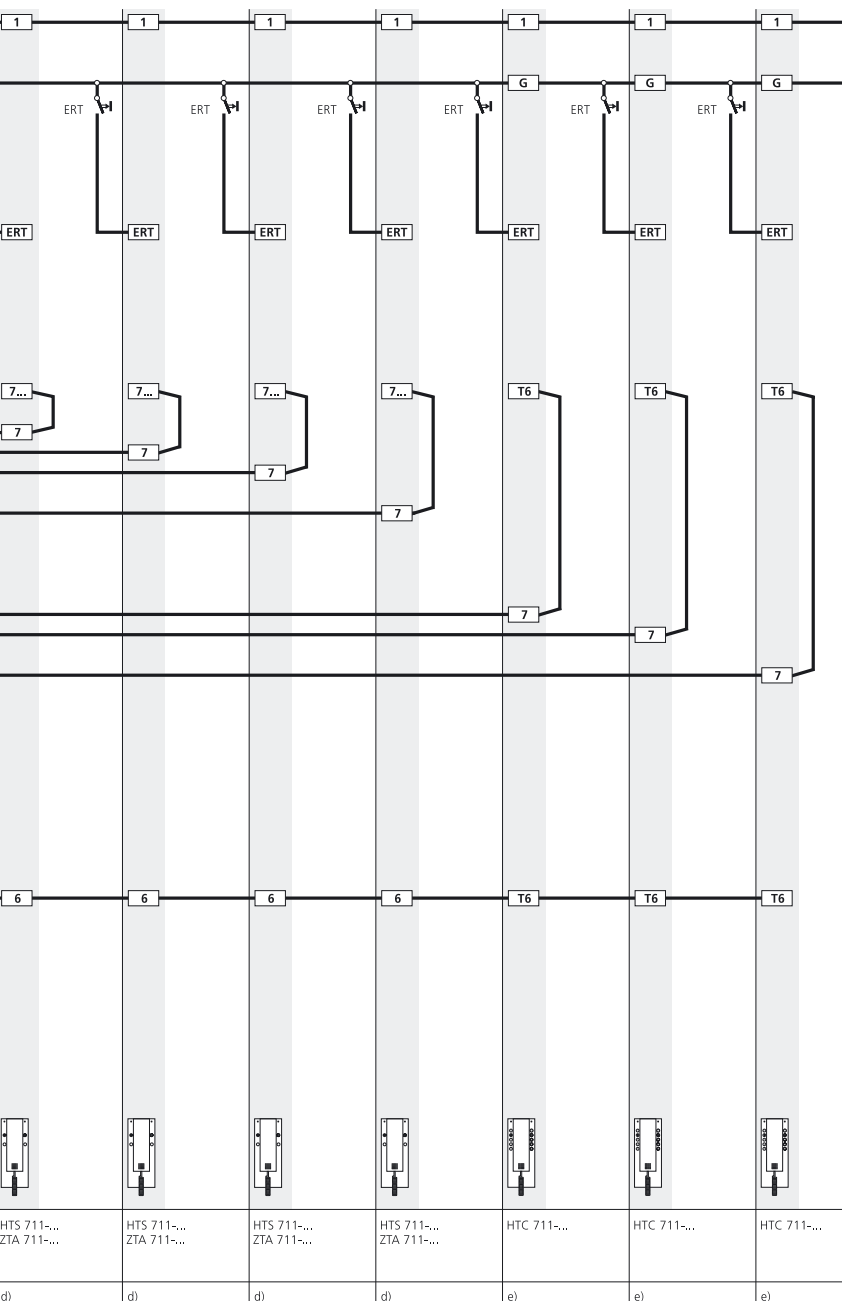 1 1 1 1 1 1 1
G G G
ERT ERT ERT ERT ERT ERT
ERT ERT ERT ERT ERT ERT ERT
7... 7... 7... 7... T6 T6 T6
7
7
7
7
7
7
7
6 6 6 6 T6 T6 T6
HTS 711-... HTS 711-... HTS 711-... HTS 711-... HTC 711-... HTC 711-... HTC 711-...
ZTA 711-... ZTA 711-... ZTA 711-... ZTA 711-...
d) d) d) d) e) e) e)